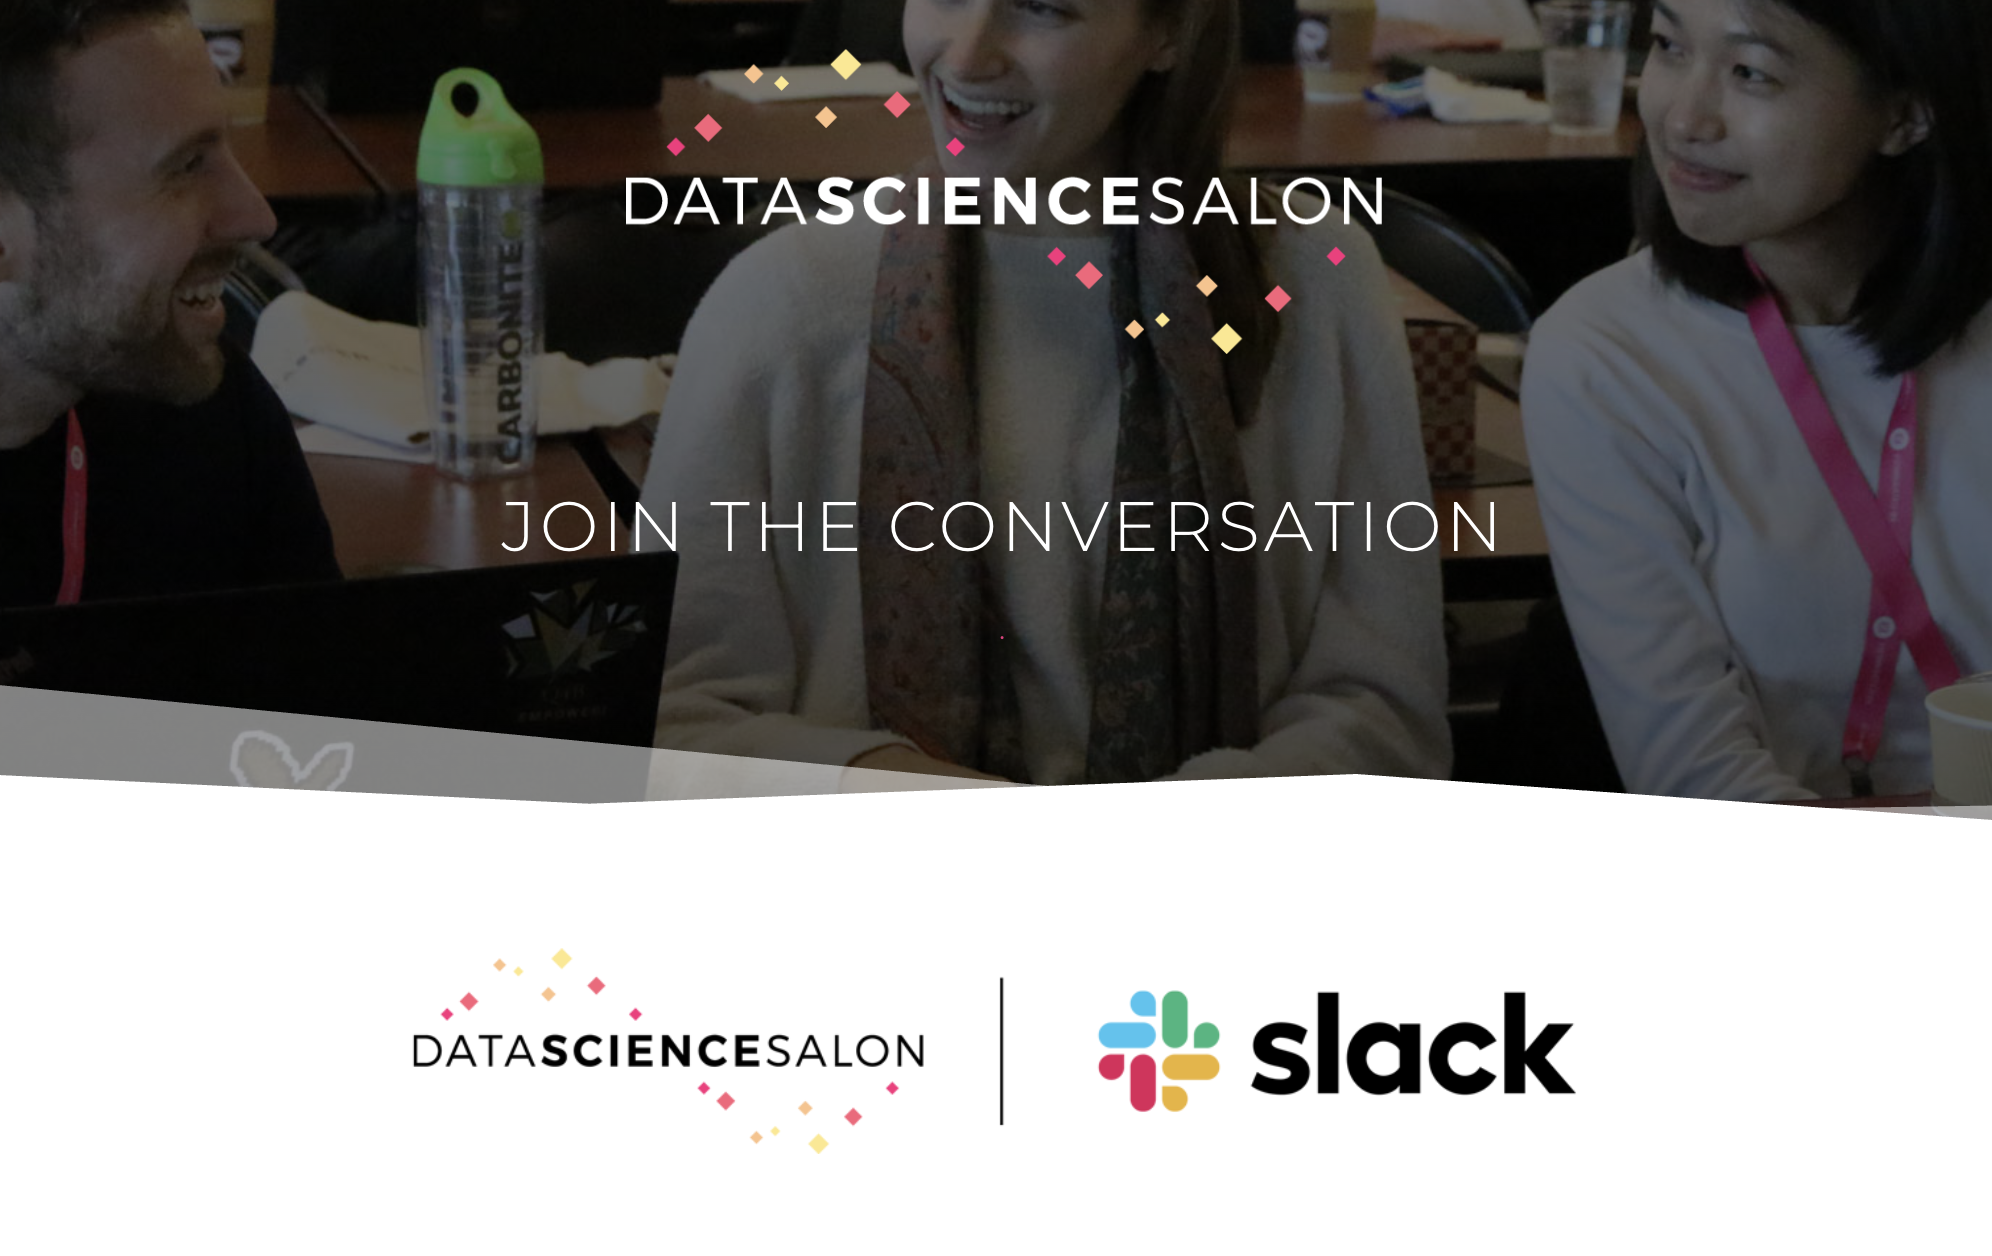 DATASCIENCESALON
CARBONITE
JOIN THE CONVERSATION
DATASCIENCESALON
slack